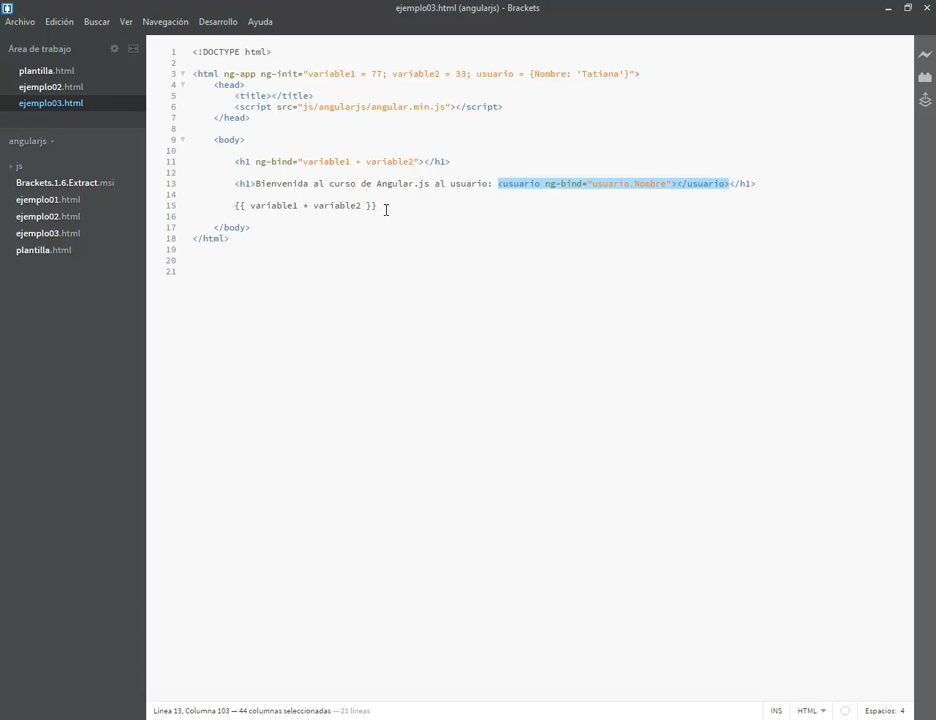 ejemplo03.html (angularjs) - Brackets
Archivo Edición Buscar Ver Navegación Desarrollo Ayuda
Área de trabajo
plantilla.html
ejemplo02.html
ejemplo03.html
angularjs
js
Brackets.1.6.Extract.msi
ejemplo01.html
ejemplo02.html
ejemplo03.html
plantilla.html
1 <!DOCTYPE html>
2
3 <html ng-app ng-init="variable1 = 77; variable2 = 33; usuario = {Nombre: 'Tatiana'}">
4 <head>
5 <title></title>
6 <script src="js/angularjs/angular.min.js"></script>
7 </head>
8
9 <body>
10
11 <h1 ng-bind="variable1 + variable2"></h1>
12
13 <h1>Bienvenida al curso de Angular.js al usuario: <usuario ng-bind="usuario.Nombre"></usuario></h1>
14
15 {{ variable1 * variable2 }}
16
17 </body>
18 </html>
19
20
21
Línea 13, Columna 103 — 44 columnas seleccionadas — 21 líneas
INS HTML Espacios: 4